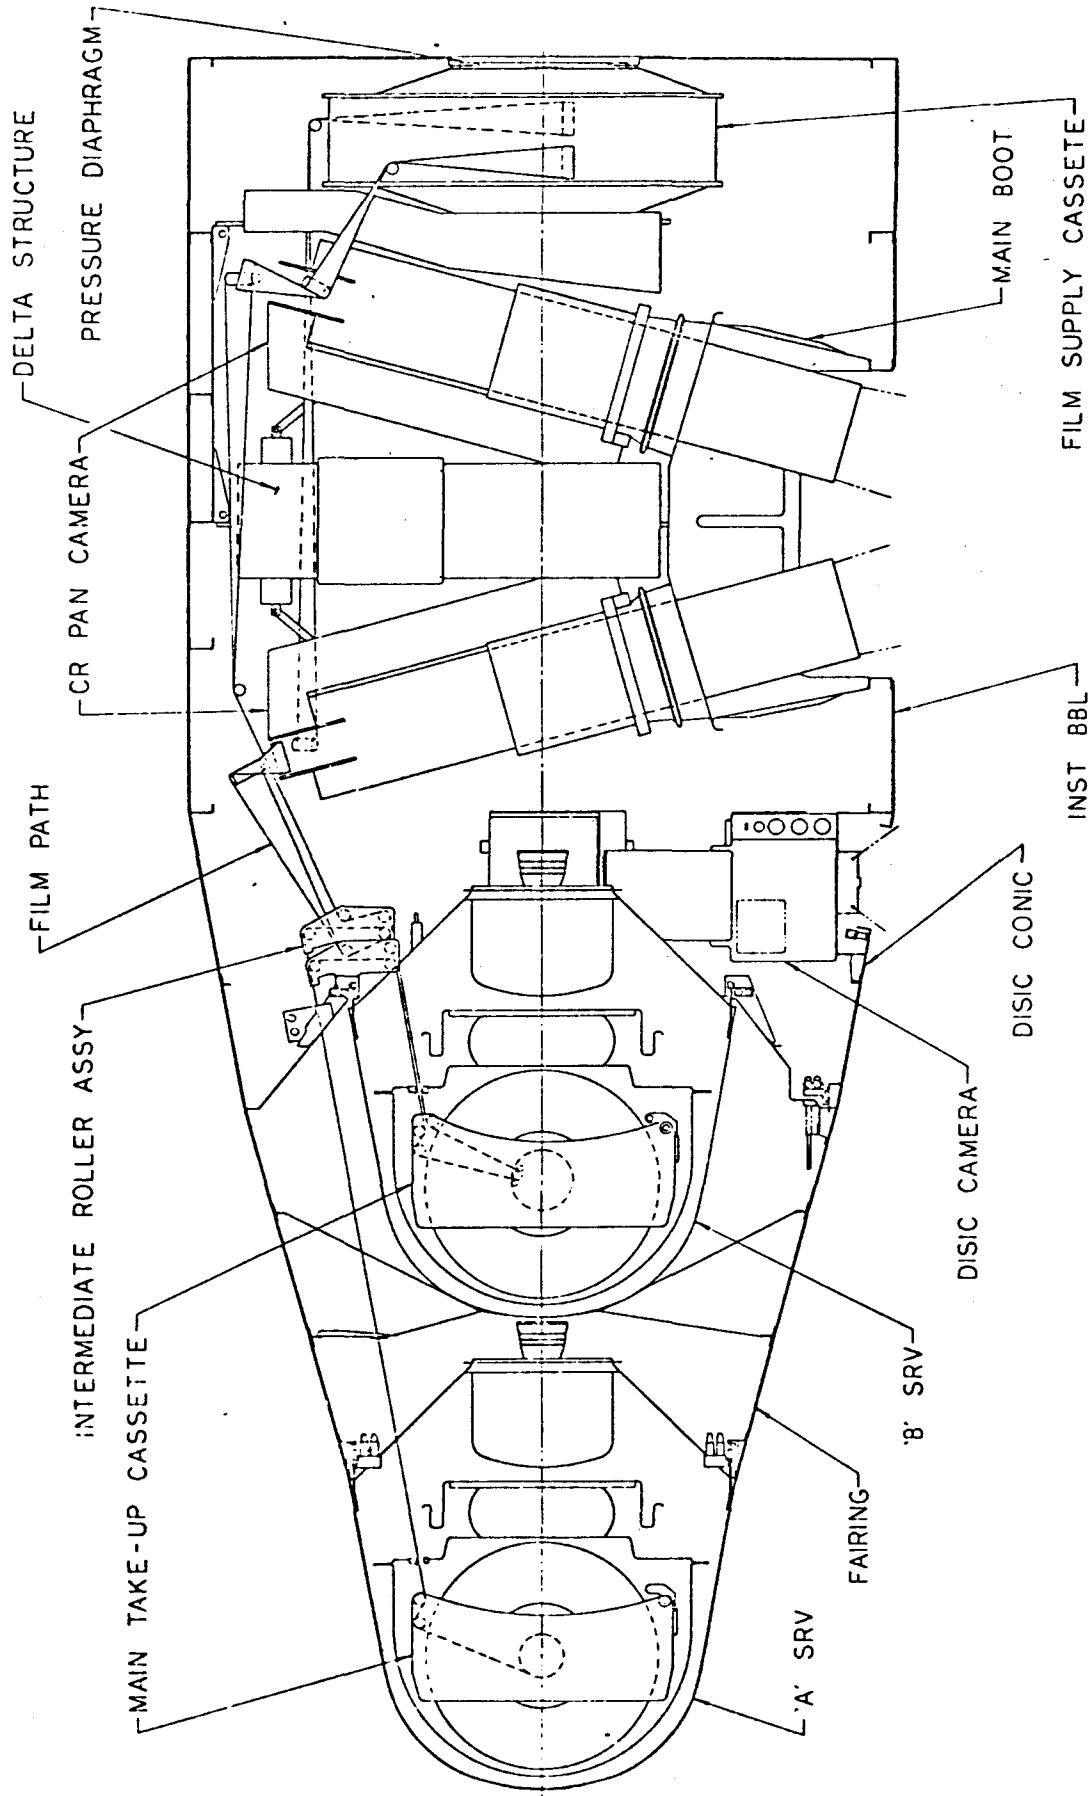 DELTA STRUCTURE
PRESSURE DIAPHRAGM
CR PAN CAMERA
FILM PATH
INTERMEDIATE ROLLER ASSY
MAIN TAKE-UP CASSETTE
FILM SUPPLY CASSETE
MAIN BOOT
INST BBL
DISIC CONIC
DISIC CAMERA
'B' SRV
FAIRING
'A' SRV